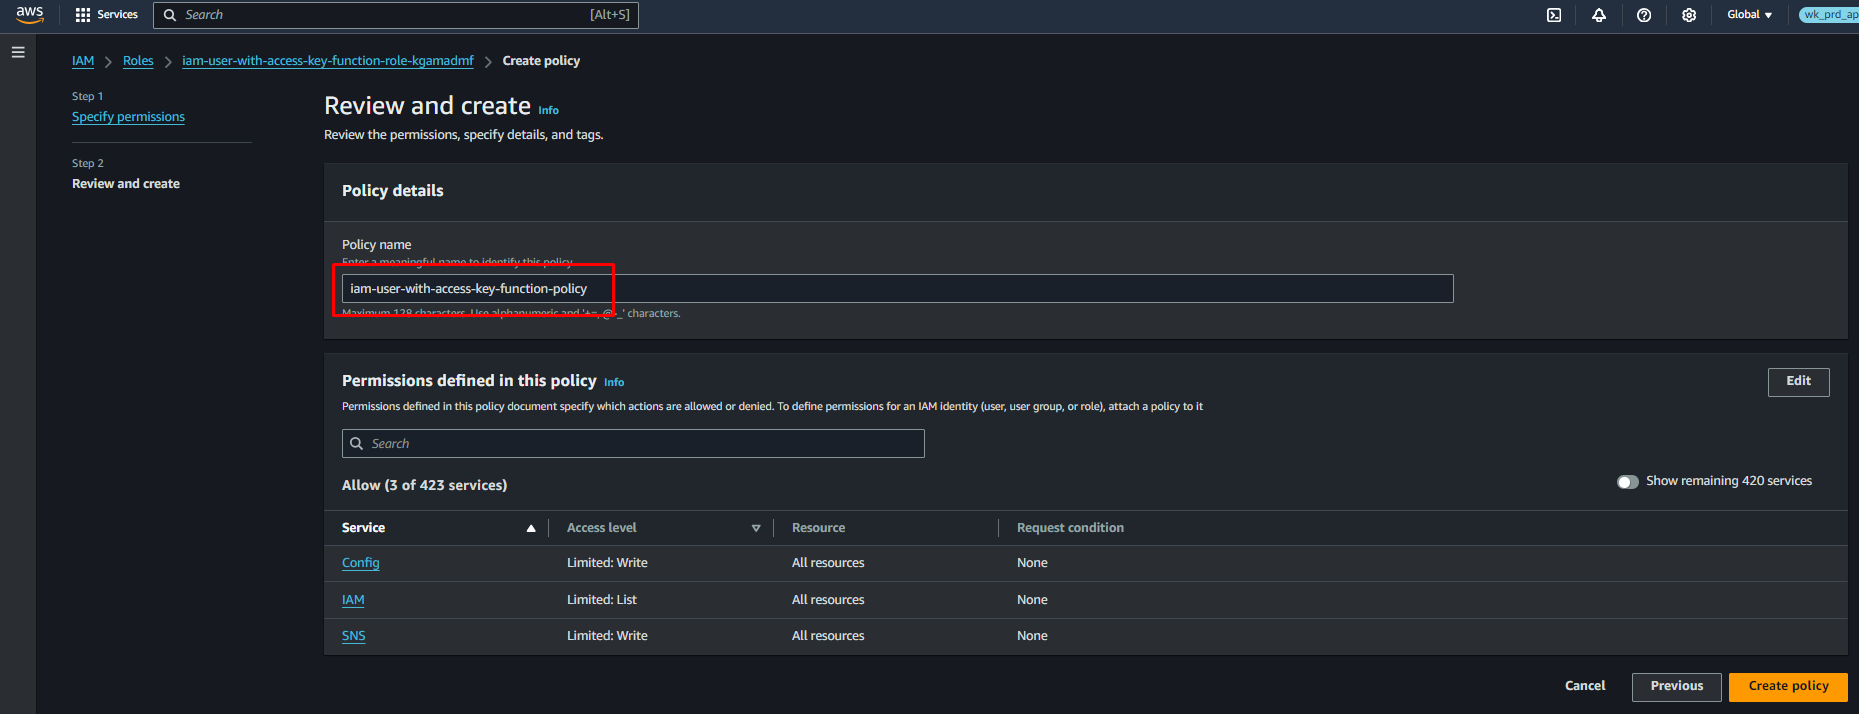 aws
Services
Search
[Alt+S]
Global
wk_prd_ap
IAM > Roles > iam-user-with-access-key-function-role-kgamadmf > Create policy
Step 1
Specify permissions
Step 2
Review and create
Review and create Info
Review the permissions, specify details, and tags.
Policy details
Policy name
Enter a meaningful name to identify this policy.
iam-user-with-access-key-function-policy
Maximum 128 characters. Use alphanumeric and '+=,.@-_' characters.
Permissions defined in this policy Info
Edit
Permissions defined in this policy document specify which actions are allowed or denied. To define permissions for an IAM identity (user, user group, or role), attach a policy to it
Search
Allow (3 of 423 services)
Show remaining 420 services
Service Access level Resource Request condition
Config Limited: Write All resources None
IAM Limited: List All resources None
SNS Limited: Write All resources None
Cancel Previous Create policy